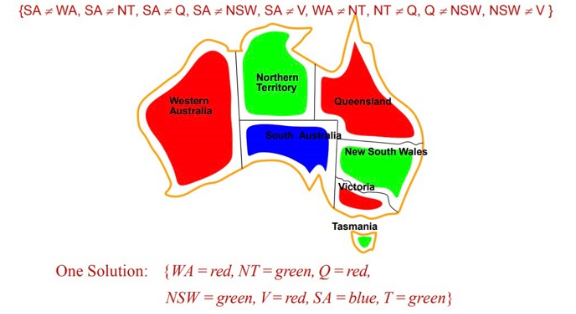 {SA ≠ WA, SA ≠ NT, SA ≠ Q, SA ≠ NSW, SA ≠ V, WA ≠ NT, NT ≠ Q, Q ≠ NSW, NSW ≠ V }
Northern
Territory
Western
Australia
Queensland
South Australia
New South Wales
Victoria
Tasmania
One Solution: {WA = red, NT = green, Q = red,
NSW = green, V = red, SA = blue, T = green}